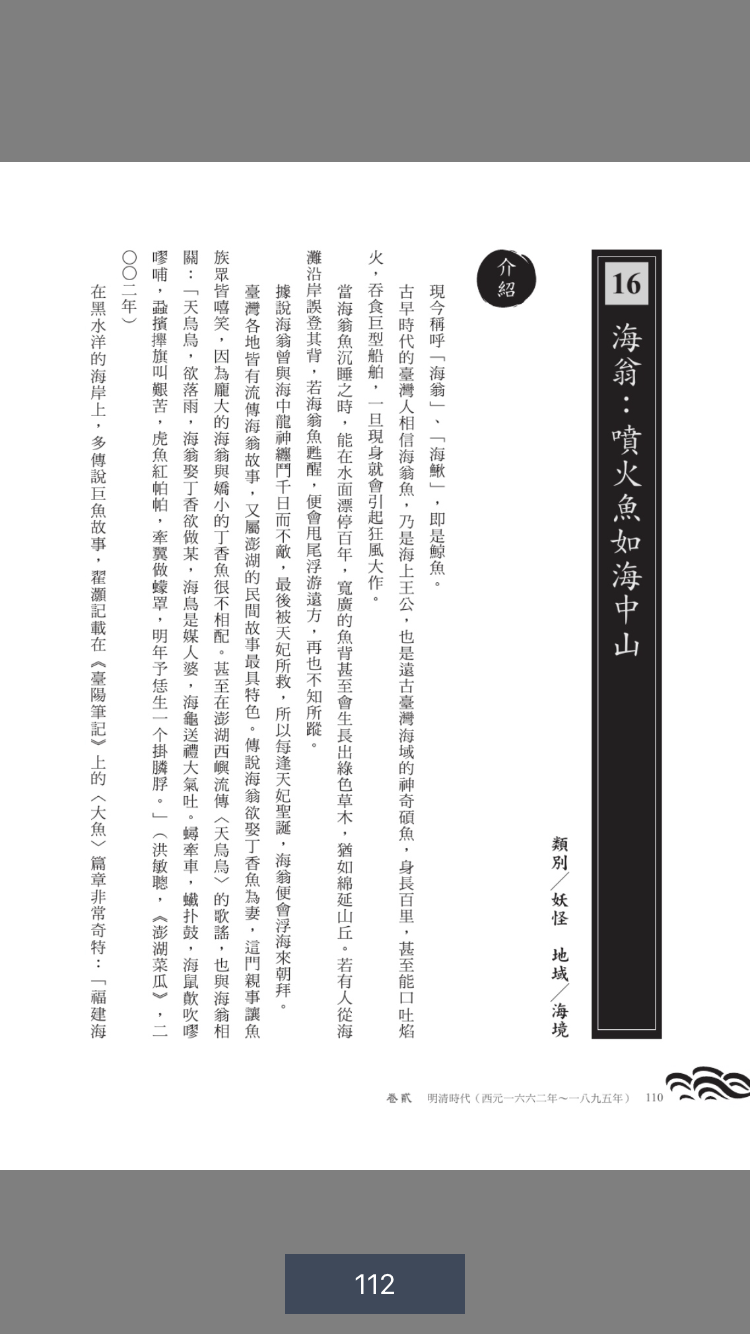 16 海翁：噴火魚如海中山
類別／妖怪　地域／海境
介紹
現今稱呼「海翁」、「海鰍」，即是鯨魚。
古早時代的臺灣人相信海翁魚，乃是海上王公，也是遠古臺灣海域的神奇碩魚，身長百里，甚至能口吐焰
火，吞食巨型船舶，一旦現身就會引起狂風大作。
當海翁魚沉睡之時，能在水面漂停百年，寬廣的魚背甚至會生長出綠色草木，猶如綿延山丘。若有人從海
灘沿岸誤登其背，若海翁魚甦醒，便會甩尾浮游遠方，再也不知所蹤。
據說海翁曾與海中龍神纏鬥千日而不敵，最後被天妃所救，所以每逢天妃聖誕，海翁便會浮海來朝拜。
臺灣各地皆有流傳海翁故事，又屬澎湖的民間故事最具特色。傳說海翁欲娶丁香魚為妻，這門親事讓魚
族眾皆嘻笑，因為龐大的海翁與嬌小的丁香魚很不相配。甚至在澎湖西嶼流傳〈天烏烏〉的歌謠，也與海翁相
關：「天烏烏，欲落雨，海翁娶丁香欲做某，海鳥是媒人婆，海龜送禮大氣吐。蟳牽車，蠘扑鼓，海鼠歕吹嘐
嘐哺，蝨擯攑旗叫艱苦，虎魚紅帕帕，牽翼做蠓罩，明年予恁生一个掛膦脬。」（洪敏聰，《澎湖菜瓜》，二
〇〇二年）
在黑水洋的海岸上，多傳說巨魚故事，翟灝記載在《臺陽筆記》上的〈大魚〉篇章非常奇特：「福建海
卷貳　明清時代（西元一六六二年～一八九五年）　110
112